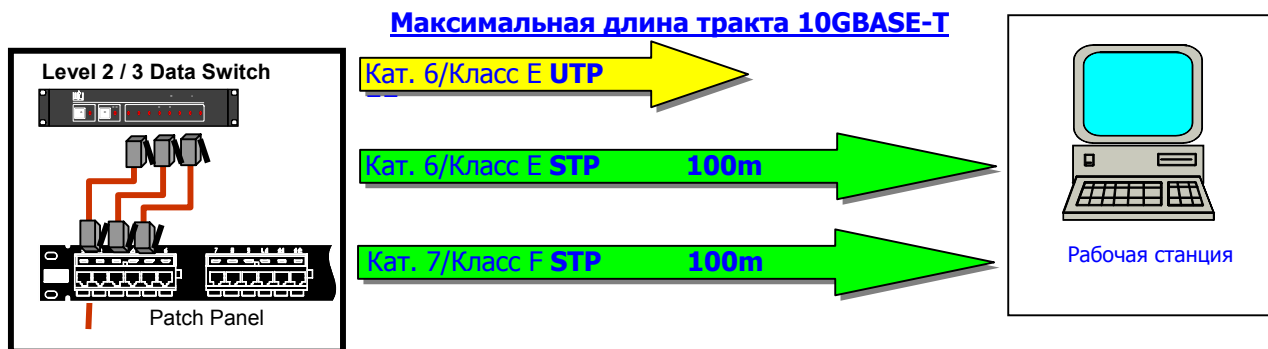 Максимальная длина тракта 10GBASE-T
Level 2 / 3 Data Switch
Кат. 6/Класс E UTP
Кат. 6/Класс E STP 100m
Кат. 7/Класс F STP 100m
Patch Panel
Рабочая станция